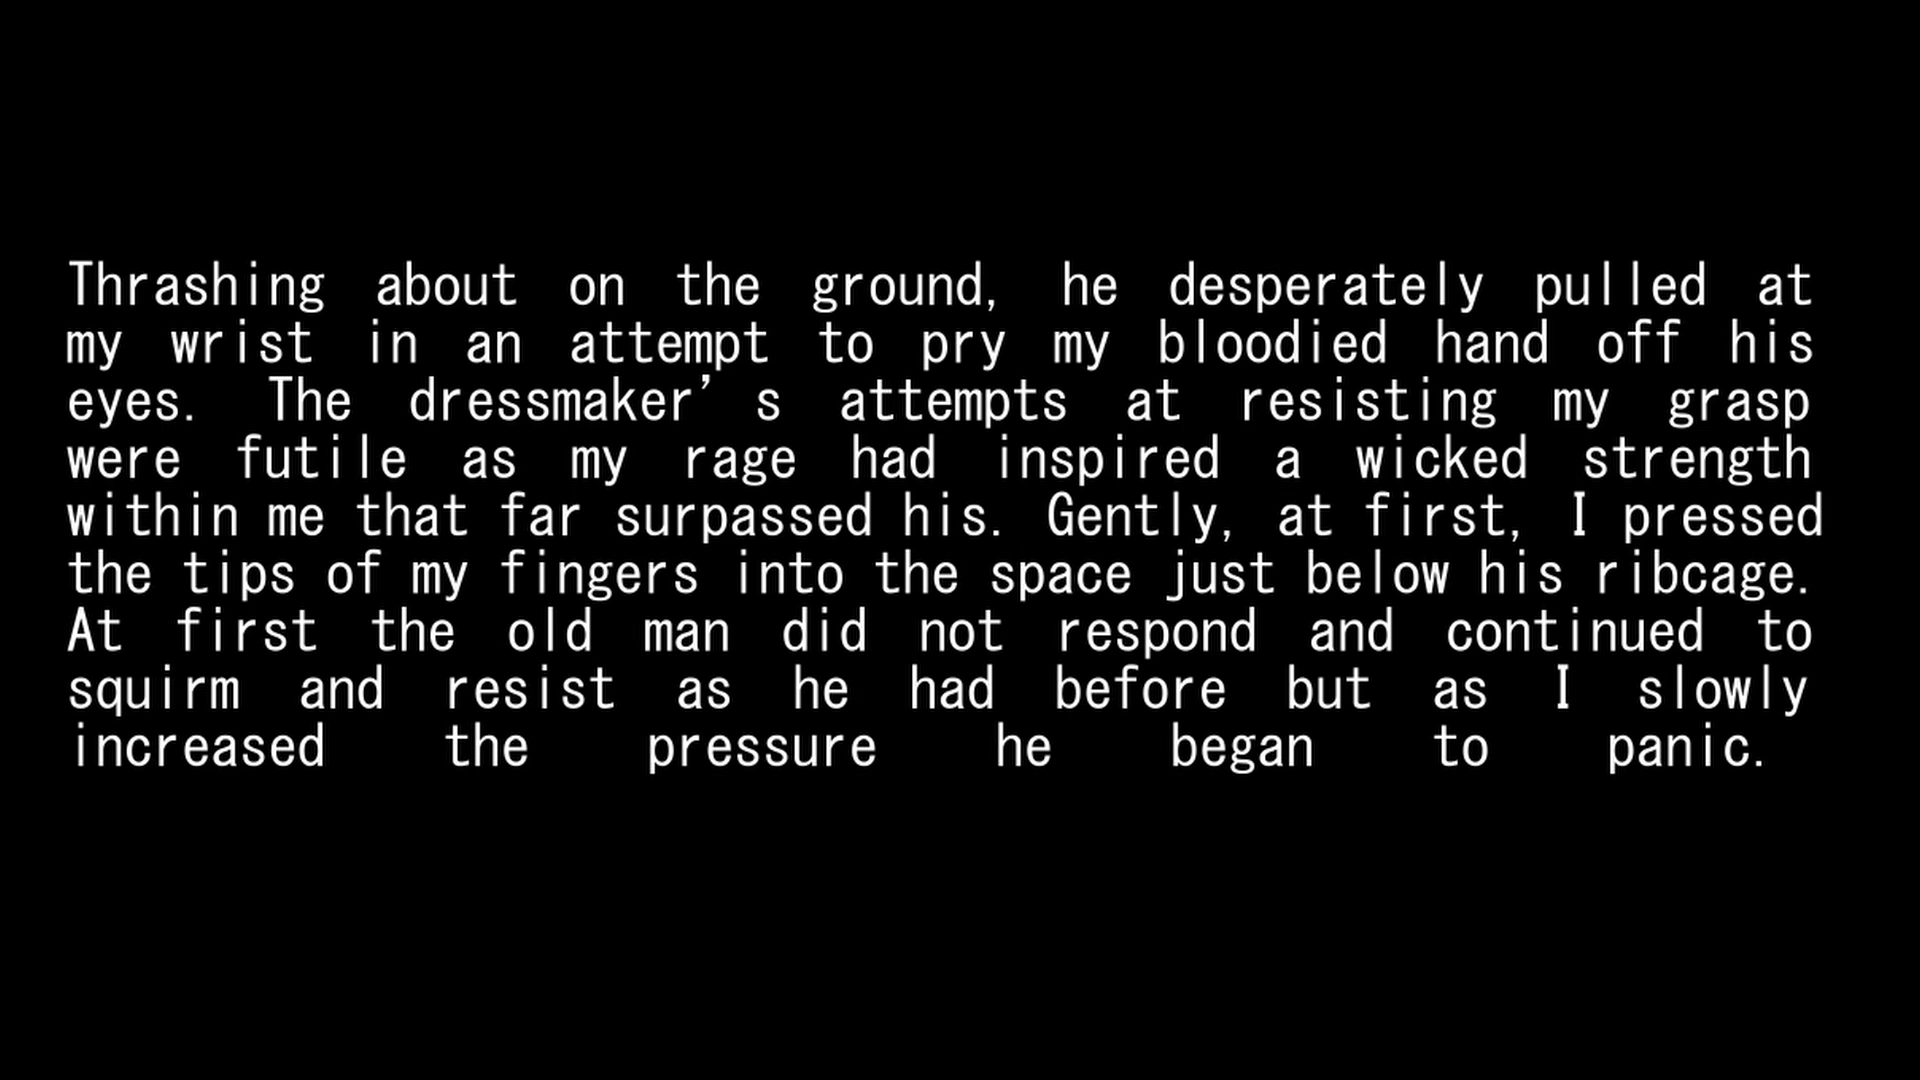 Thrashing about on the ground, he desperately pulled at
my wrist in an attempt to pry my bloodied hand off his
eyes. The dressmaker’s attempts at resisting my grasp
were futile as my rage had inspired a wicked strength
within me that far surpassed his. Gently, at first, I pressed
the tips of my fingers into the space just below his ribcage.
At first the old man did not respond and continued to
squirm and resist as he had before but as I slowly
increased the pressure he began to panic.